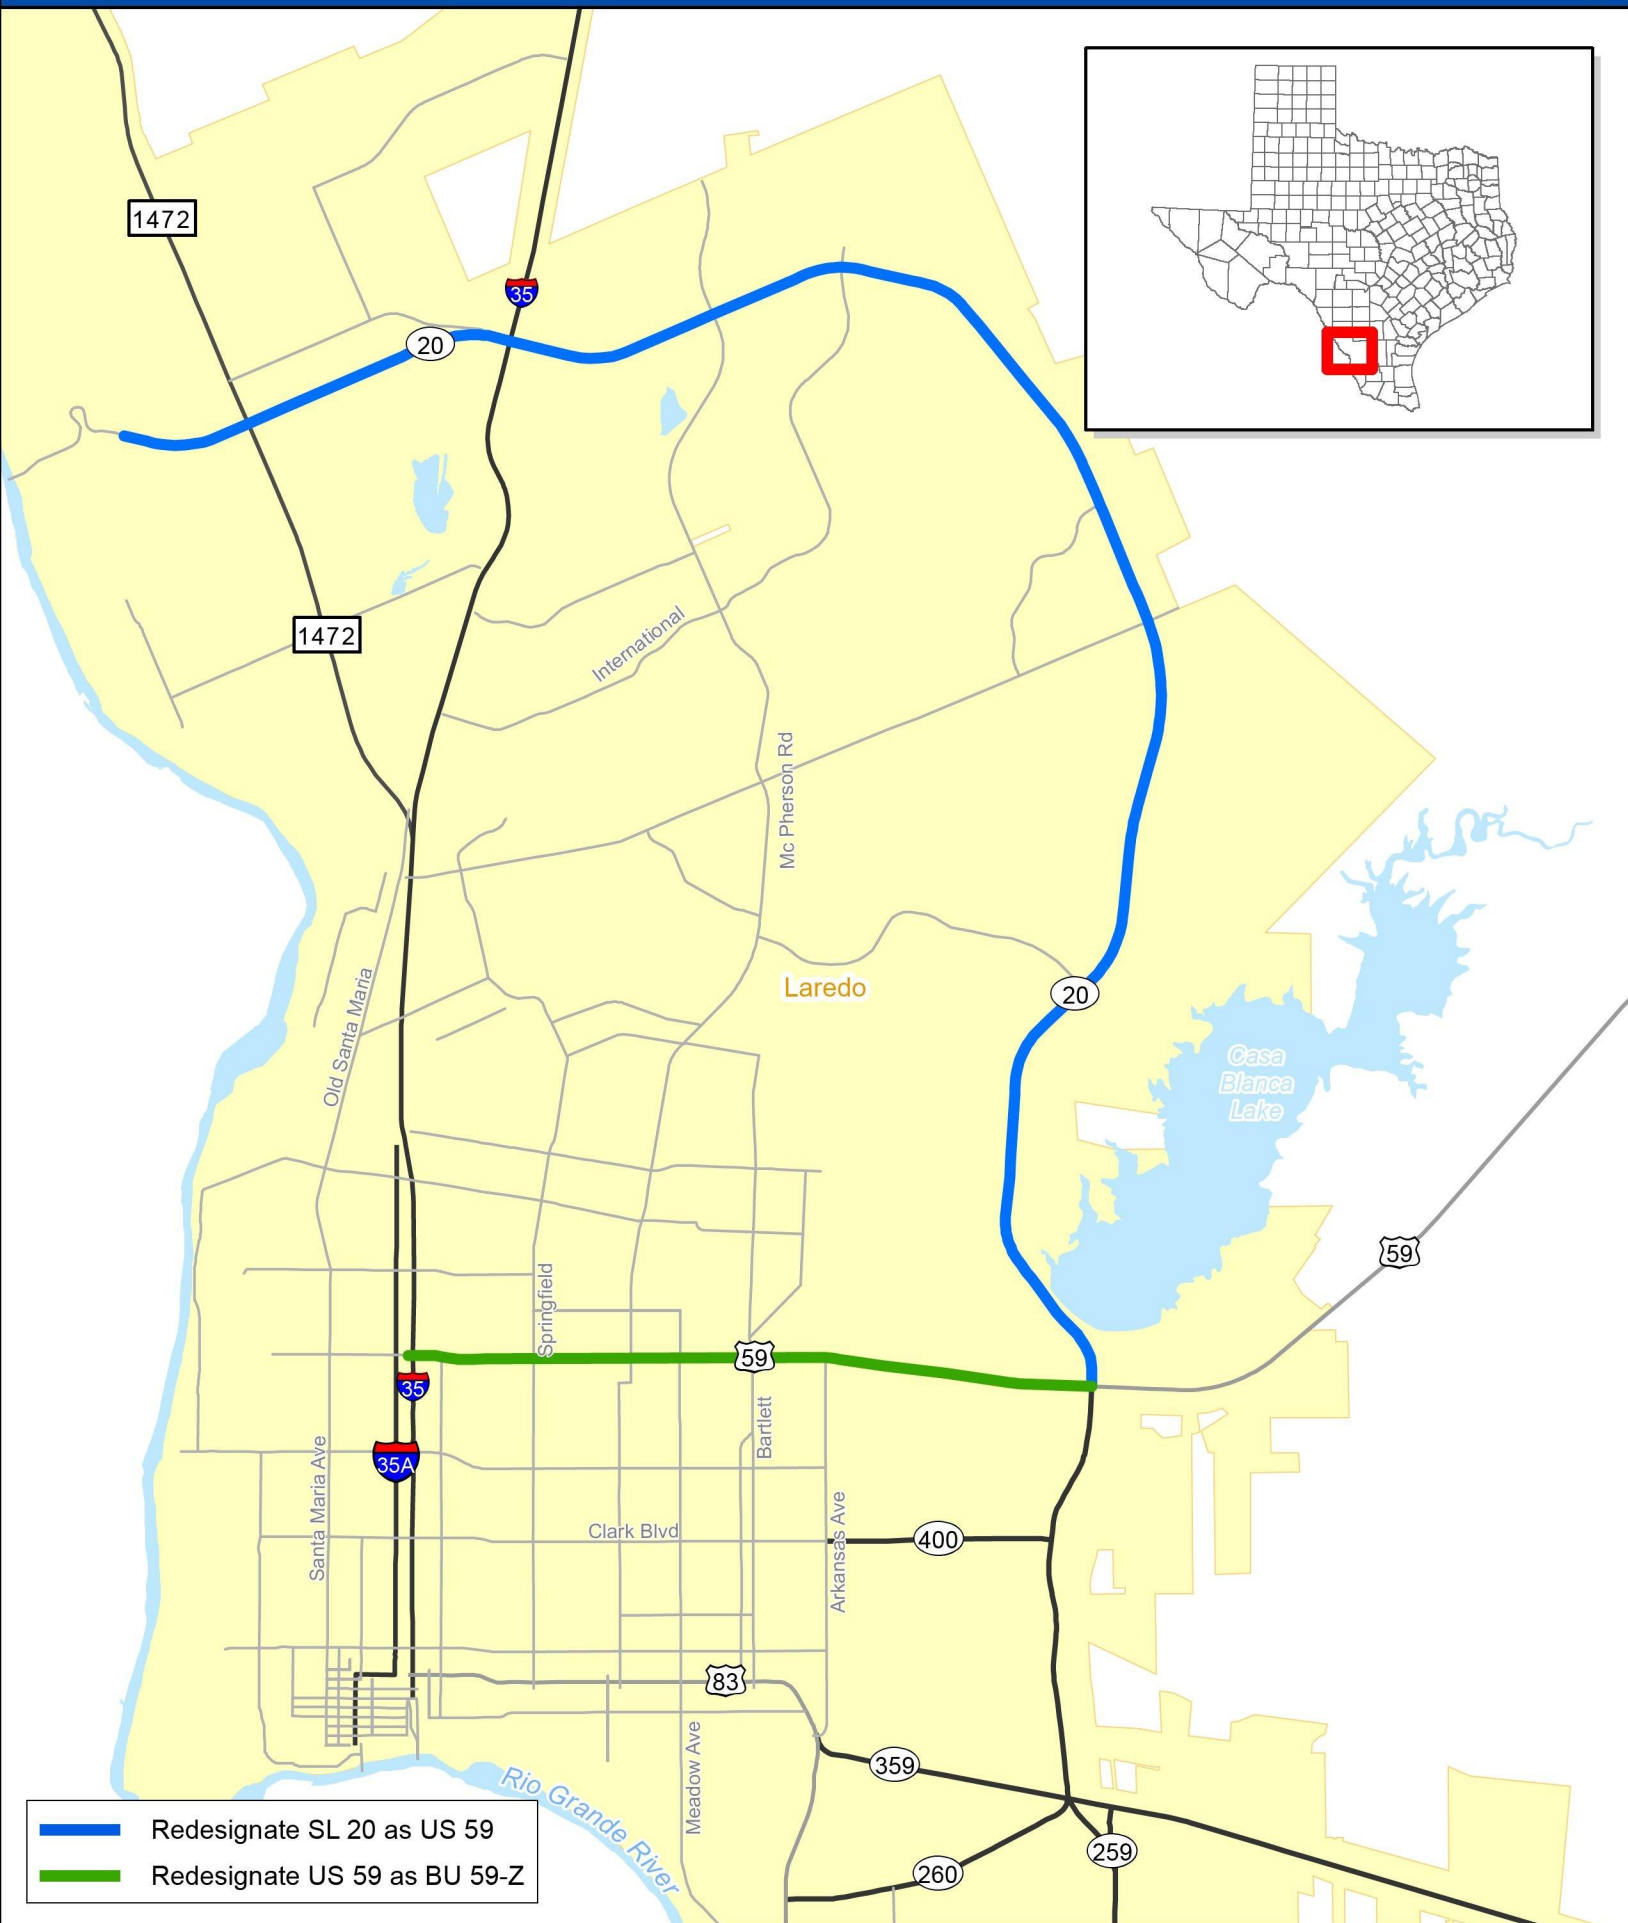 1472
35
20
1472
International
Mc Pherson Rd
Laredo
20
Old Santa Maria
Casa
Blanca
Lake
59
Springfield
59
35
Bartlett
35A
Santa Maria Ave
Clark Blvd
400
Arkansas Ave
83
Meadow Ave
359
Rio Grande River
259
260
Redesignate SL 20 as US 59
Redesignate US 59 as BU 59-Z